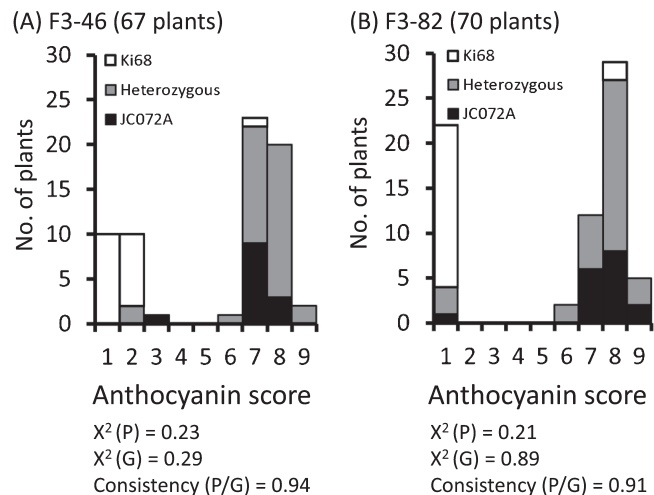 (A) F3-46 (67 plants)
30
25
20
15
10
5
0
No. of plants
Ki68
Heterozygous
JC072A
1 2 3 4 5 6 7 8 9
Anthocyanin score
X² (P) = 0.23
X² (G) = 0.29
Consistency (P/G) = 0.94
(B) F3-82 (70 plants)
30
25
20
15
10
5
0
No. of plants
Ki68
Heterozygous
JC072A
1 2 3 4 5 6 7 8 9
Anthocyanin score
X² (P) = 0.21
X² (G) = 0.89
Consistency (P/G) = 0.91